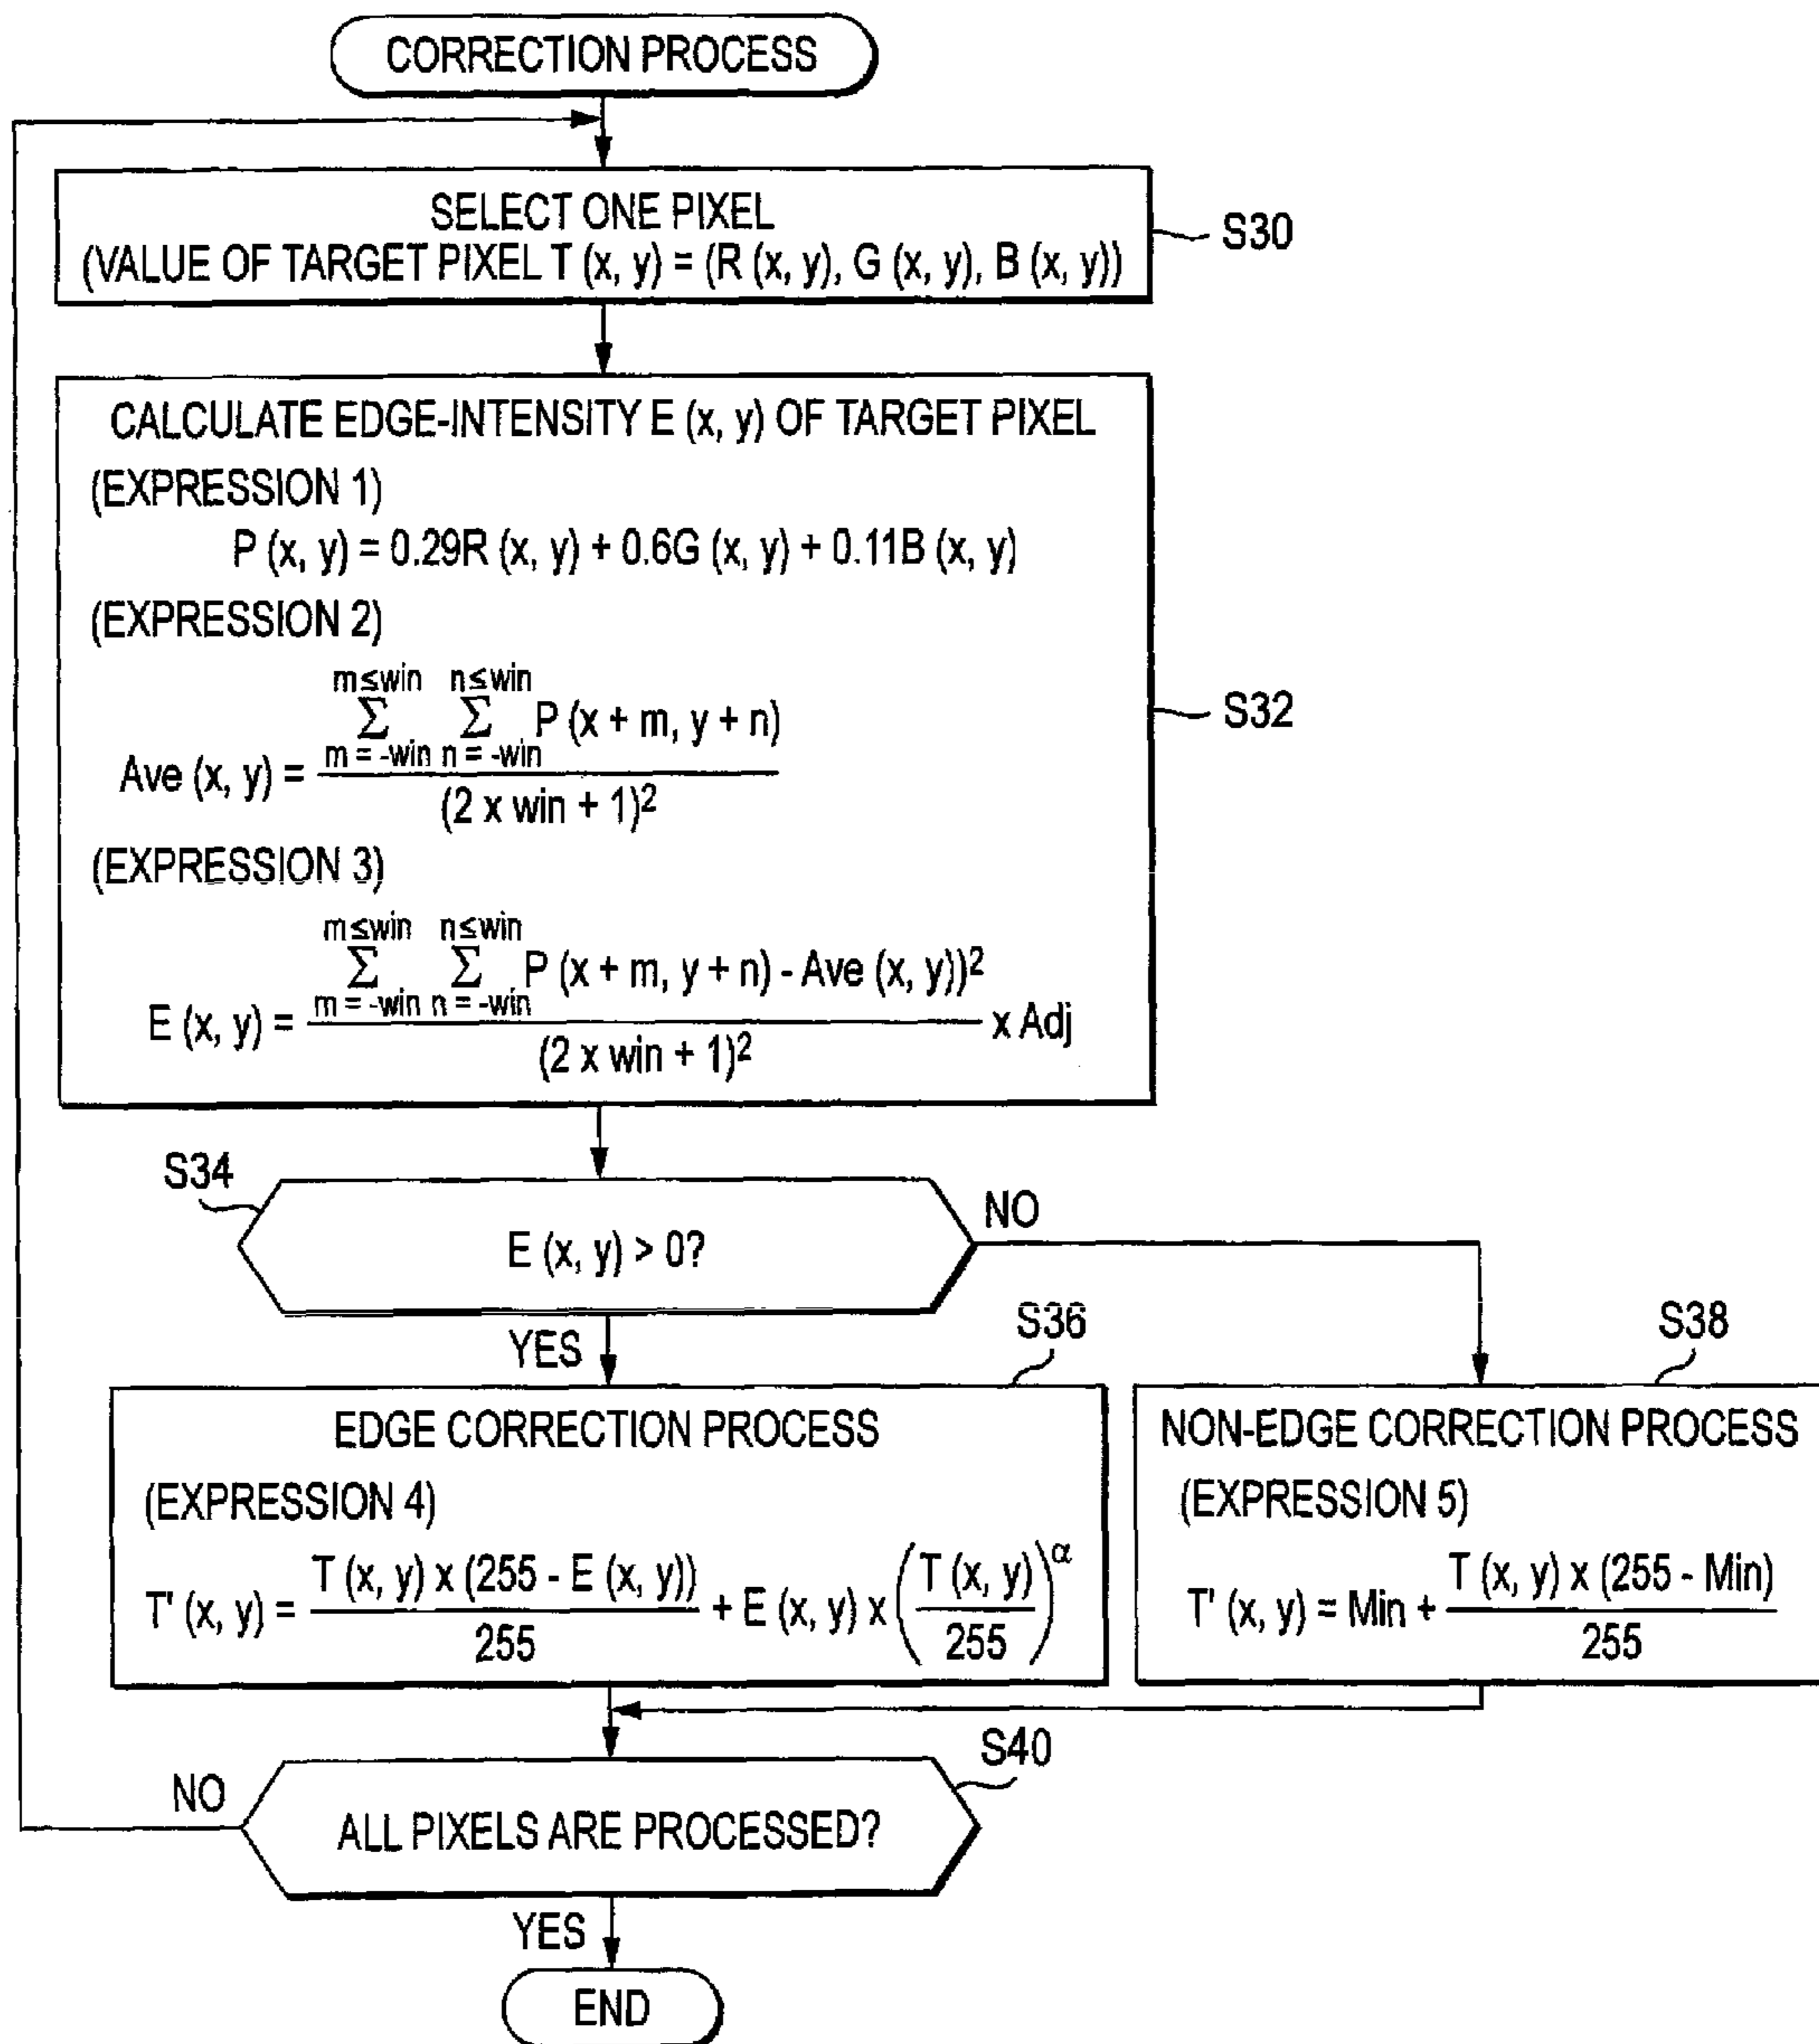 CORRECTION PROCESS
SELECT ONE PIXEL
(VALUE OF TARGET PIXEL T (x, y) = (R (x, y), G (x, y), B (x, y))
S30
CALCULATE EDGE-INTENSITY E (x, y) OF TARGET PIXEL
(EXPRESSION 1)
P (x, y) = 0.29R (x, y) + 0.6G (x, y) + 0.11B (x, y)
(EXPRESSION 2)
m≤win n≤win
Σ Σ P (x + m, y + n)
m = -win n = -win
Ave (x, y) =
(2 x win + 1)²
(EXPRESSION 3)
m≤win n≤win
Σ Σ P (x + m, y + n) - Ave (x, y))²
m = -win n = -win
E (x, y) = x Adj
(2 x win + 1)²
S32
S34
E (x, y) > 0?
NO
YES
S36
EDGE CORRECTION PROCESS
(EXPRESSION 4)
T' (x, y) = T (x, y) x (255 - E (x, y)) / 255 + E (x, y) x (T (x, y) / 255)^α
S38
NON-EDGE CORRECTION PROCESS
(EXPRESSION 5)
T' (x, y) = Min + T (x, y) x (255 - Min) / 255
S40
NO
ALL PIXELS ARE PROCESSED?
YES
END